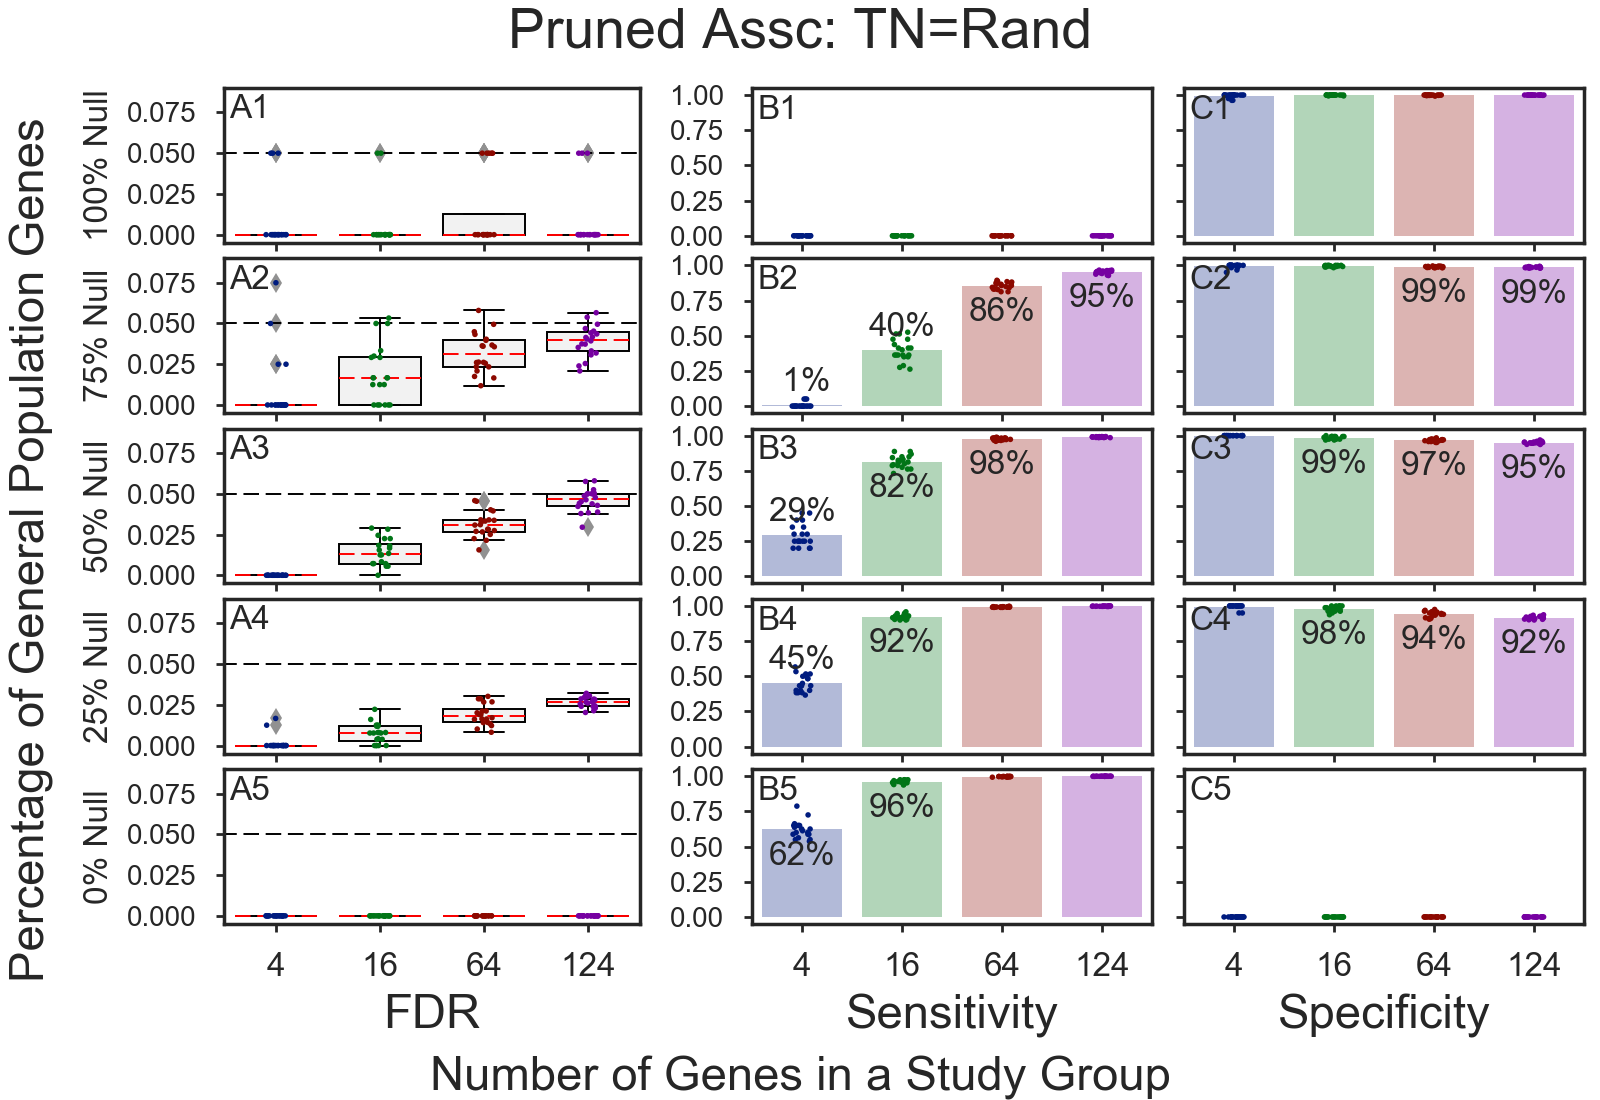 Pruned Assc: TN=Rand
Percentage of General Population Genes
100% Null
0.075
0.050
0.025
0.000
A1
1.00
0.75
0.50
0.25
0.00
B1
C1
75% Null
0.075
0.050
0.025
0.000
A2
1.00
0.75
0.50
0.25
0.00
B2
1%
40%
86%
95%
C2
99%
99%
50% Null
0.075
0.050
0.025
0.000
A3
1.00
0.75
0.50
0.25
0.00
B3
29%
82%
98%
C3
99%
97%
95%
25% Null
0.075
0.050
0.025
0.000
A4
1.00
0.75
0.50
0.25
0.00
B4
45%
92%
C4
98%
94%
92%
0% Null
0.075
0.050
0.025
0.000
A5
1.00
0.75
0.50
0.25
0.00
B5
62%
96%
C5
4 16 64 124
4 16 64 124
4 16 64 124
FDR
Sensitivity
Specificity
Number of Genes in a Study Group